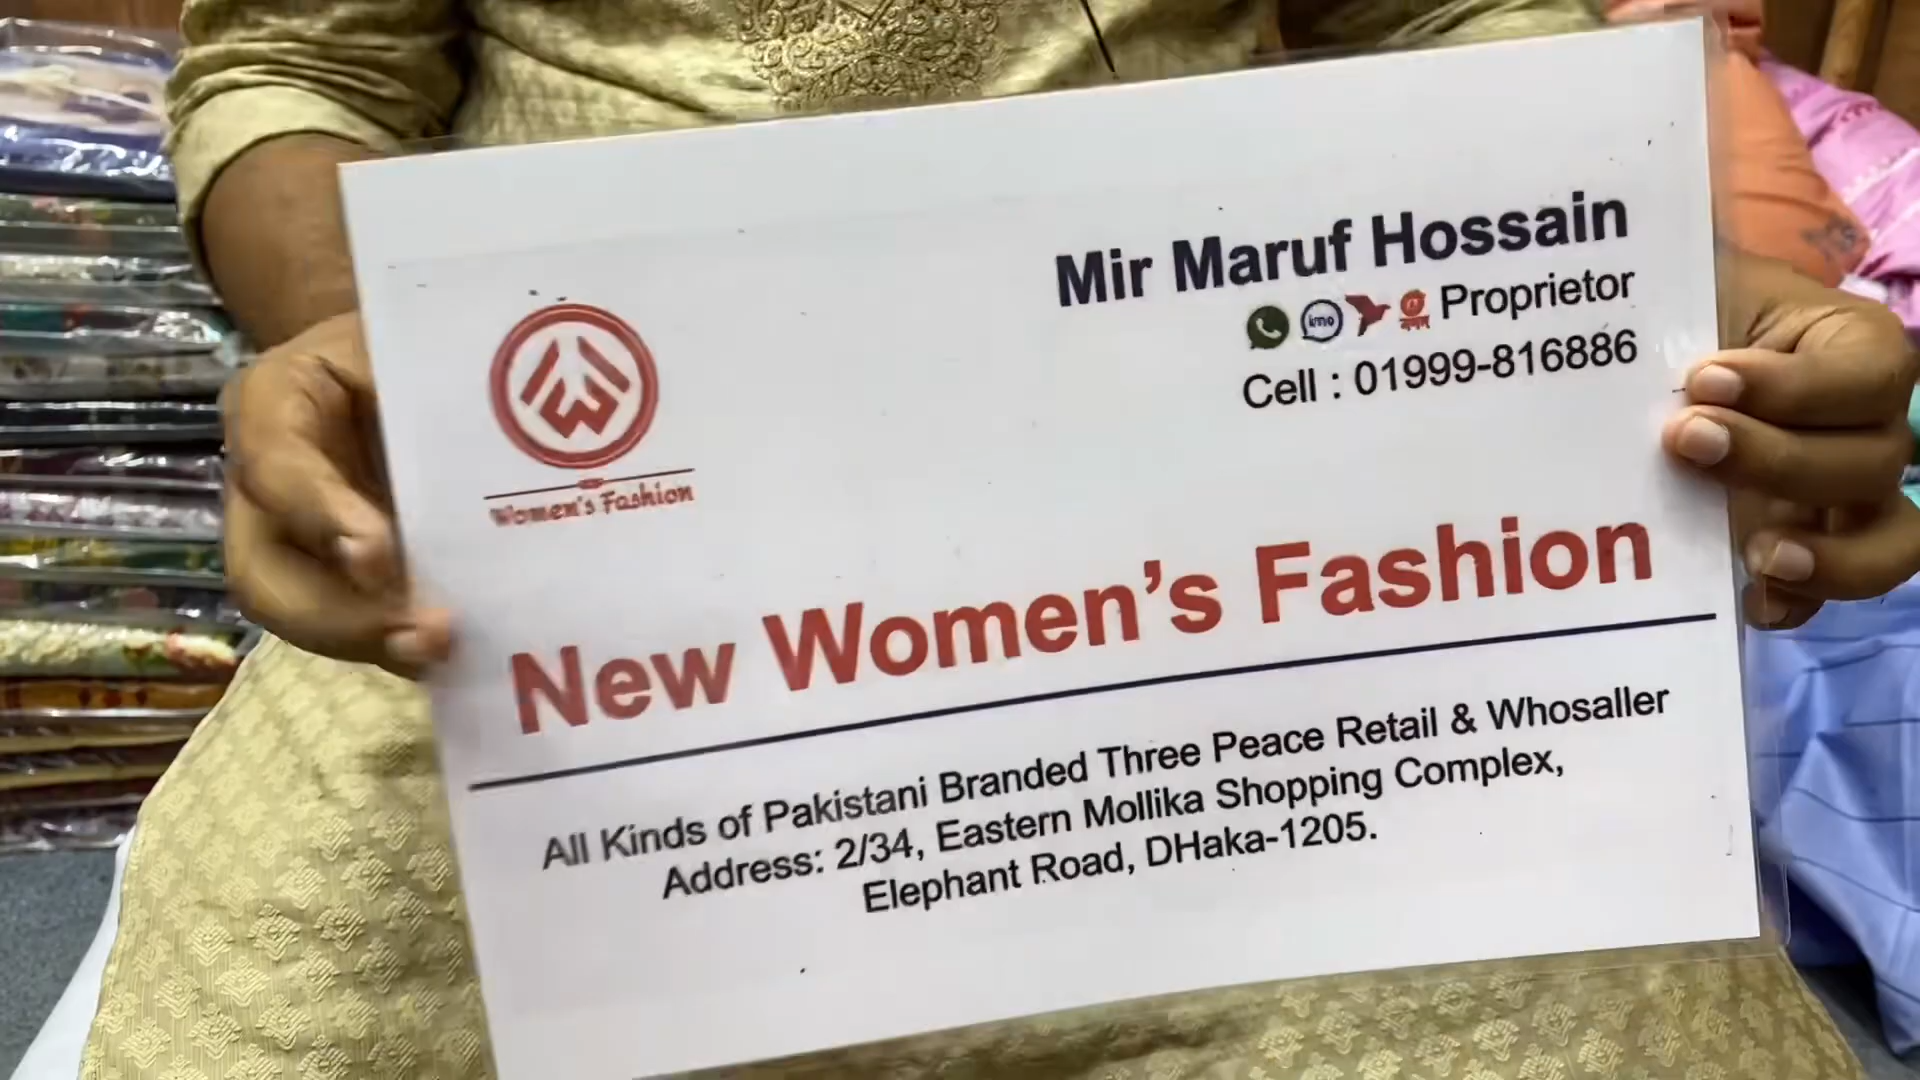 Mir Maruf Hossain
imo
Proprietor
Cell : 01999-816886
Women's Fashion
New Women's Fashion
All Kinds of Pakistani Branded Three Peace Retail & Whosaller
Address: 2/34, Eastern Mollika Shopping Complex,
Elephant Road, DHaka-1205.